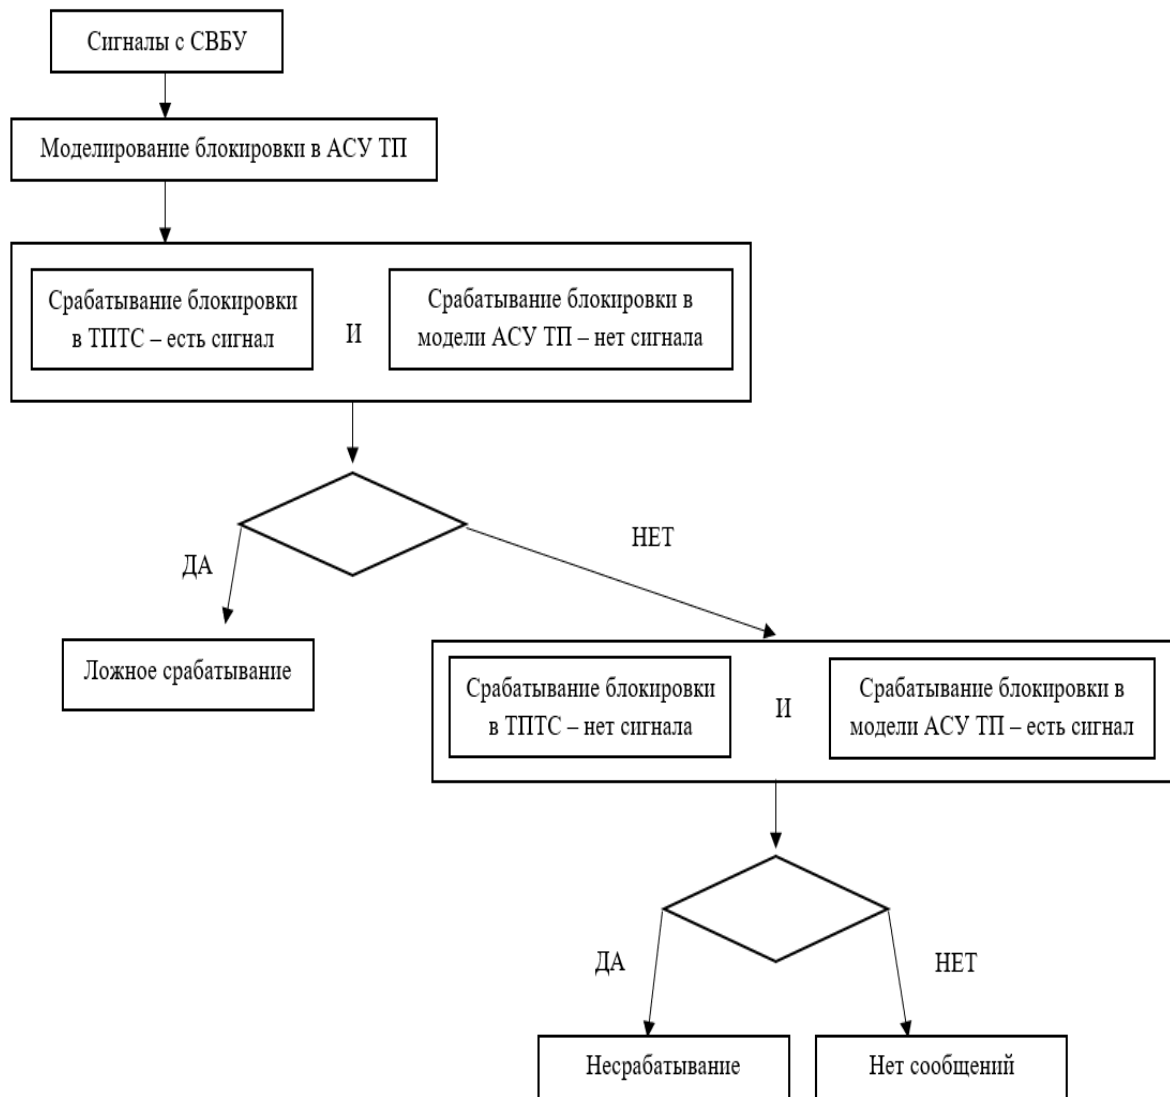 Сигналы с СВБУ
Моделирование блокировки в АСУ ТП
Срабатывание блокировки
в ТПТС – есть сигнал
И
Срабатывание блокировки в
модели АСУ ТП – нет сигнала
ДА
НЕТ
Ложное срабатывание
Срабатывание блокировки
в ТПТС – нет сигнала
И
Срабатывание блокировки в
модели АСУ ТП – есть сигнал
ДА
НЕТ
Несрабатывание
Нет сообщений